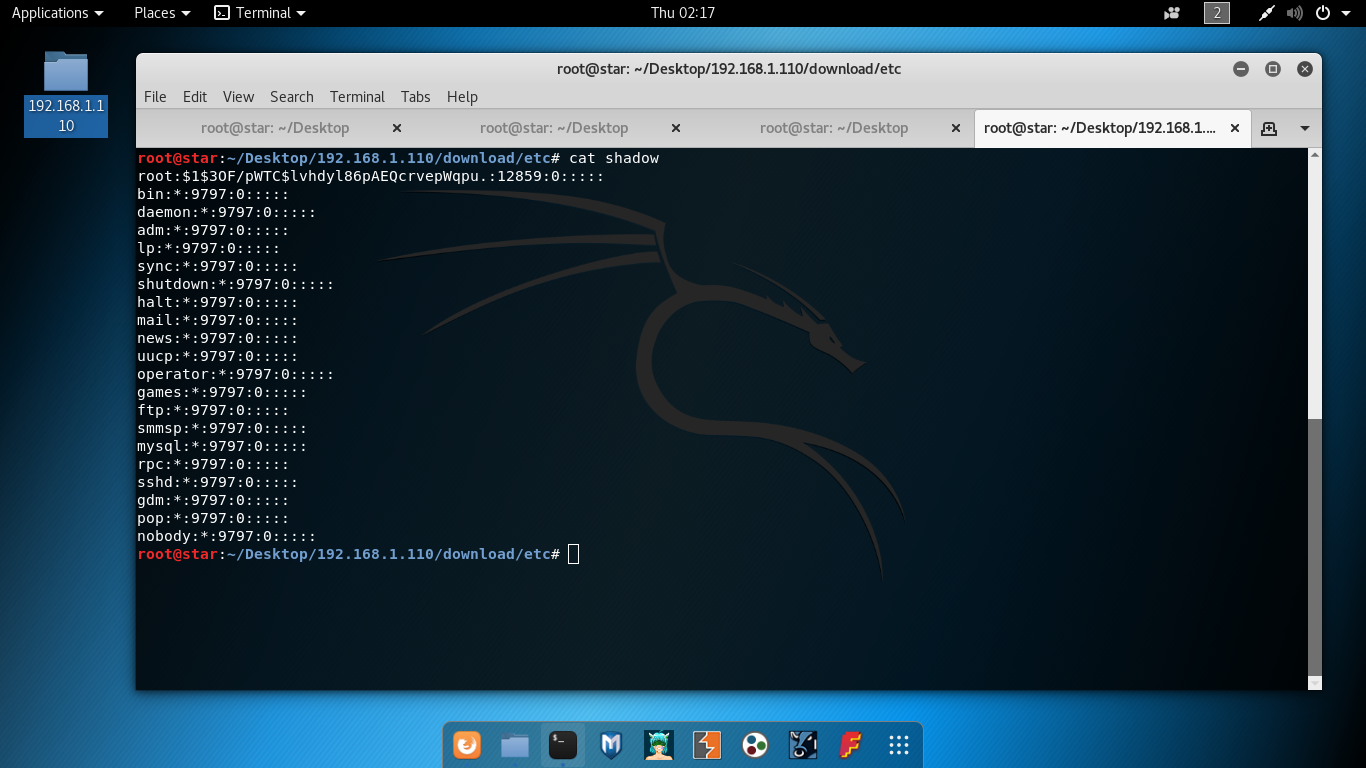 Applications Places Terminal Thu 02:17 2
192.168.1.1
10
root@star: ~/Desktop/192.168.1.110/download/etc
File Edit View Search Terminal Tabs Help
root@star: ~/Desktop root@star: ~/Desktop root@star: ~/Desktop root@star: ~/Desktop/192.168.1....
root@star:~/Desktop/192.168.1.110/download/etc# cat shadow
root:$1$3OF/pWTC$lvhdyl86pAEQcrvepWqpu.:12859:0:::::
bin:*:9797:0:::::
daemon:*:9797:0:::::
adm:*:9797:0:::::
lp:*:9797:0:::::
sync:*:9797:0:::::
shutdown:*:9797:0:::::
halt:*:9797:0:::::
mail:*:9797:0:::::
news:*:9797:0:::::
uucp:*:9797:0:::::
operator:*:9797:0:::::
games:*:9797:0:::::
ftp:*:9797:0:::::
smmsp:*:9797:0:::::
mysql:*:9797:0:::::
rpc:*:9797:0:::::
sshd:*:9797:0:::::
gdm:*:9797:0:::::
pop:*:9797:0:::::
nobody:*:9797:0:::::
root@star:~/Desktop/192.168.1.110/download/etc#